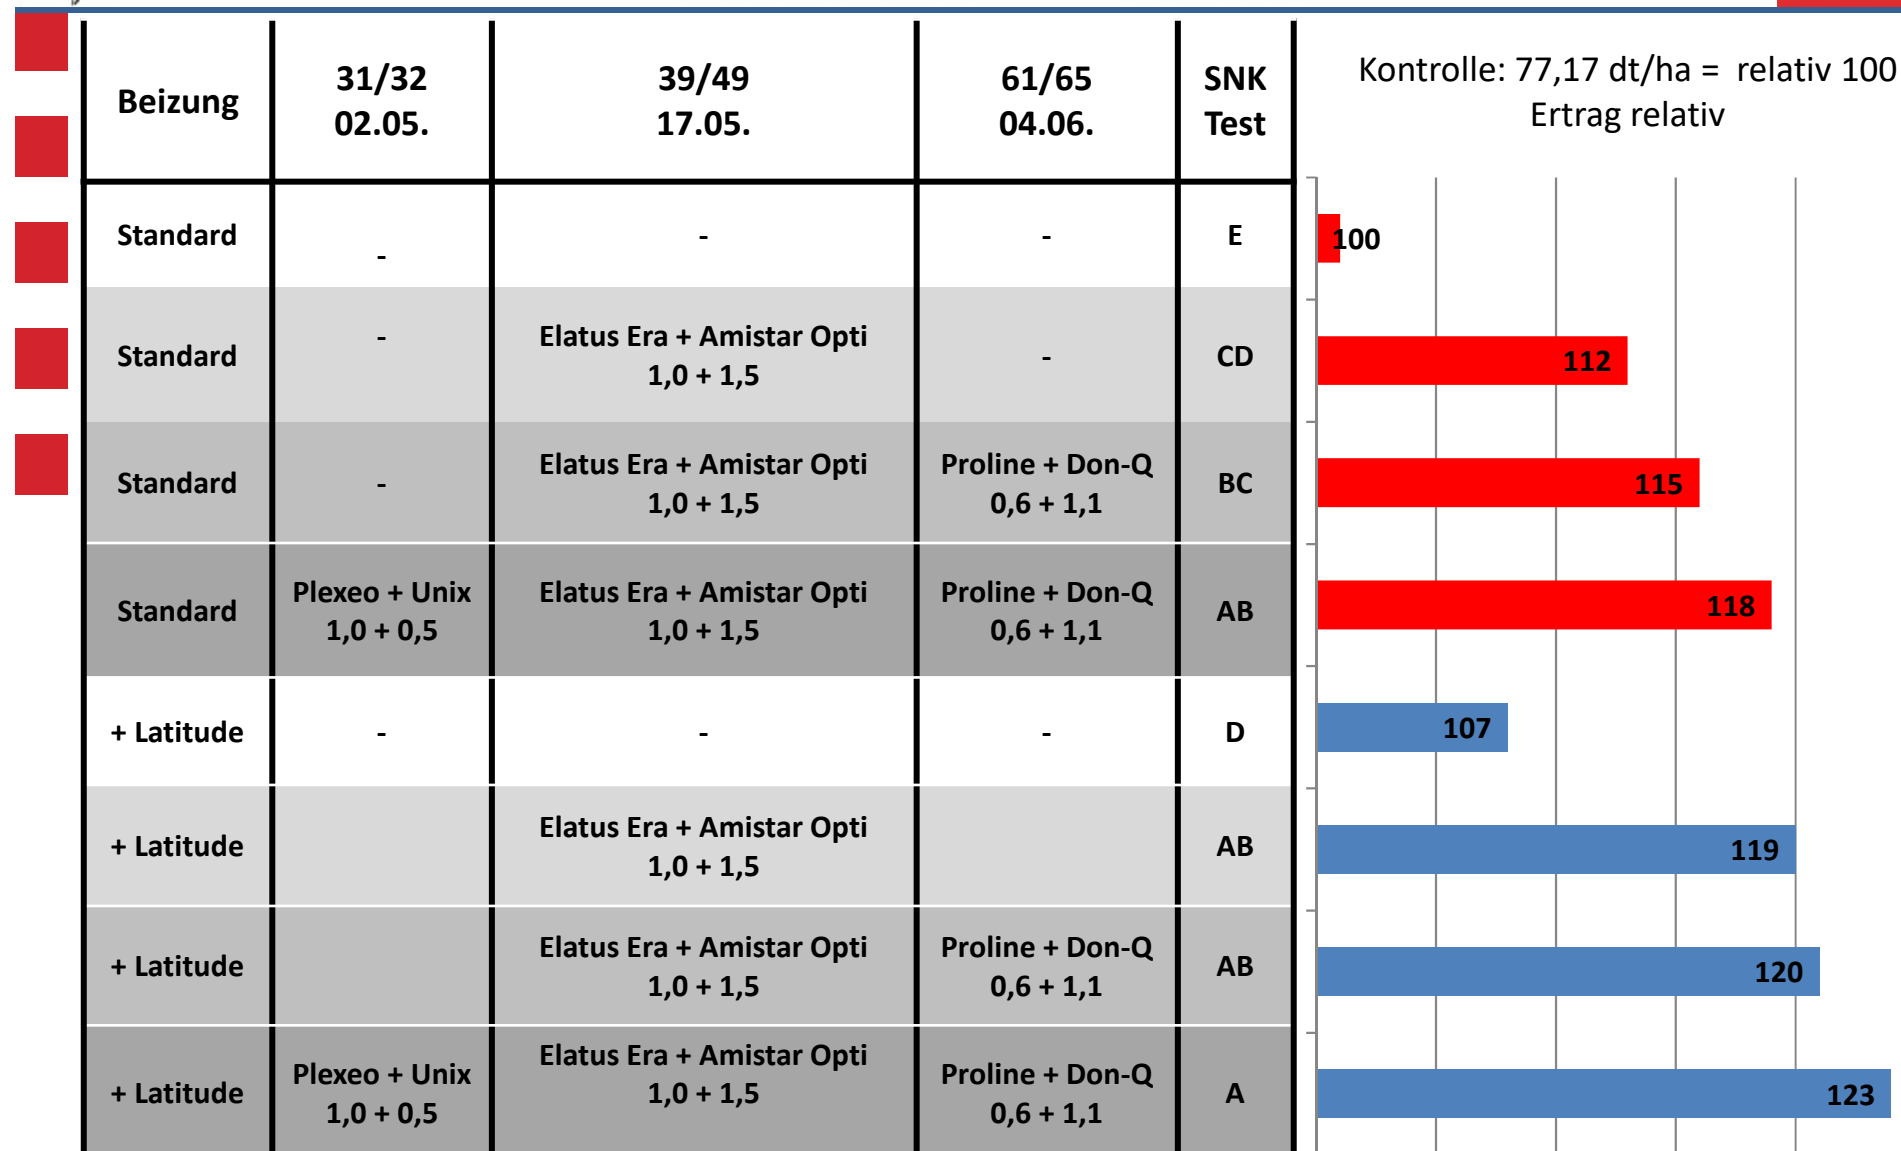 Beizung
31/32
02.05.
39/49
17.05.
61/65
04.06.
SNK
Test
Kontrolle: 77,17 dt/ha = relativ 100
Ertrag relativ
Standard
-
-
-
E
100
Standard
-
Elatus Era + Amistar Opti
1,0 + 1,5
-
CD
112
Standard
-
Elatus Era + Amistar Opti
1,0 + 1,5
Proline + Don-Q
0,6 + 1,1
BC
115
Standard
Plexeo + Unix
1,0 + 0,5
Elatus Era + Amistar Opti
1,0 + 1,5
Proline + Don-Q
0,6 + 1,1
AB
118
+ Latitude
-
-
-
D
107
+ Latitude
Elatus Era + Amistar Opti
1,0 + 1,5
AB
119
+ Latitude
Elatus Era + Amistar Opti
1,0 + 1,5
Proline + Don-Q
0,6 + 1,1
AB
120
+ Latitude
Plexeo + Unix
1,0 + 0,5
Elatus Era + Amistar Opti
1,0 + 1,5
Proline + Don-Q
0,6 + 1,1
A
123